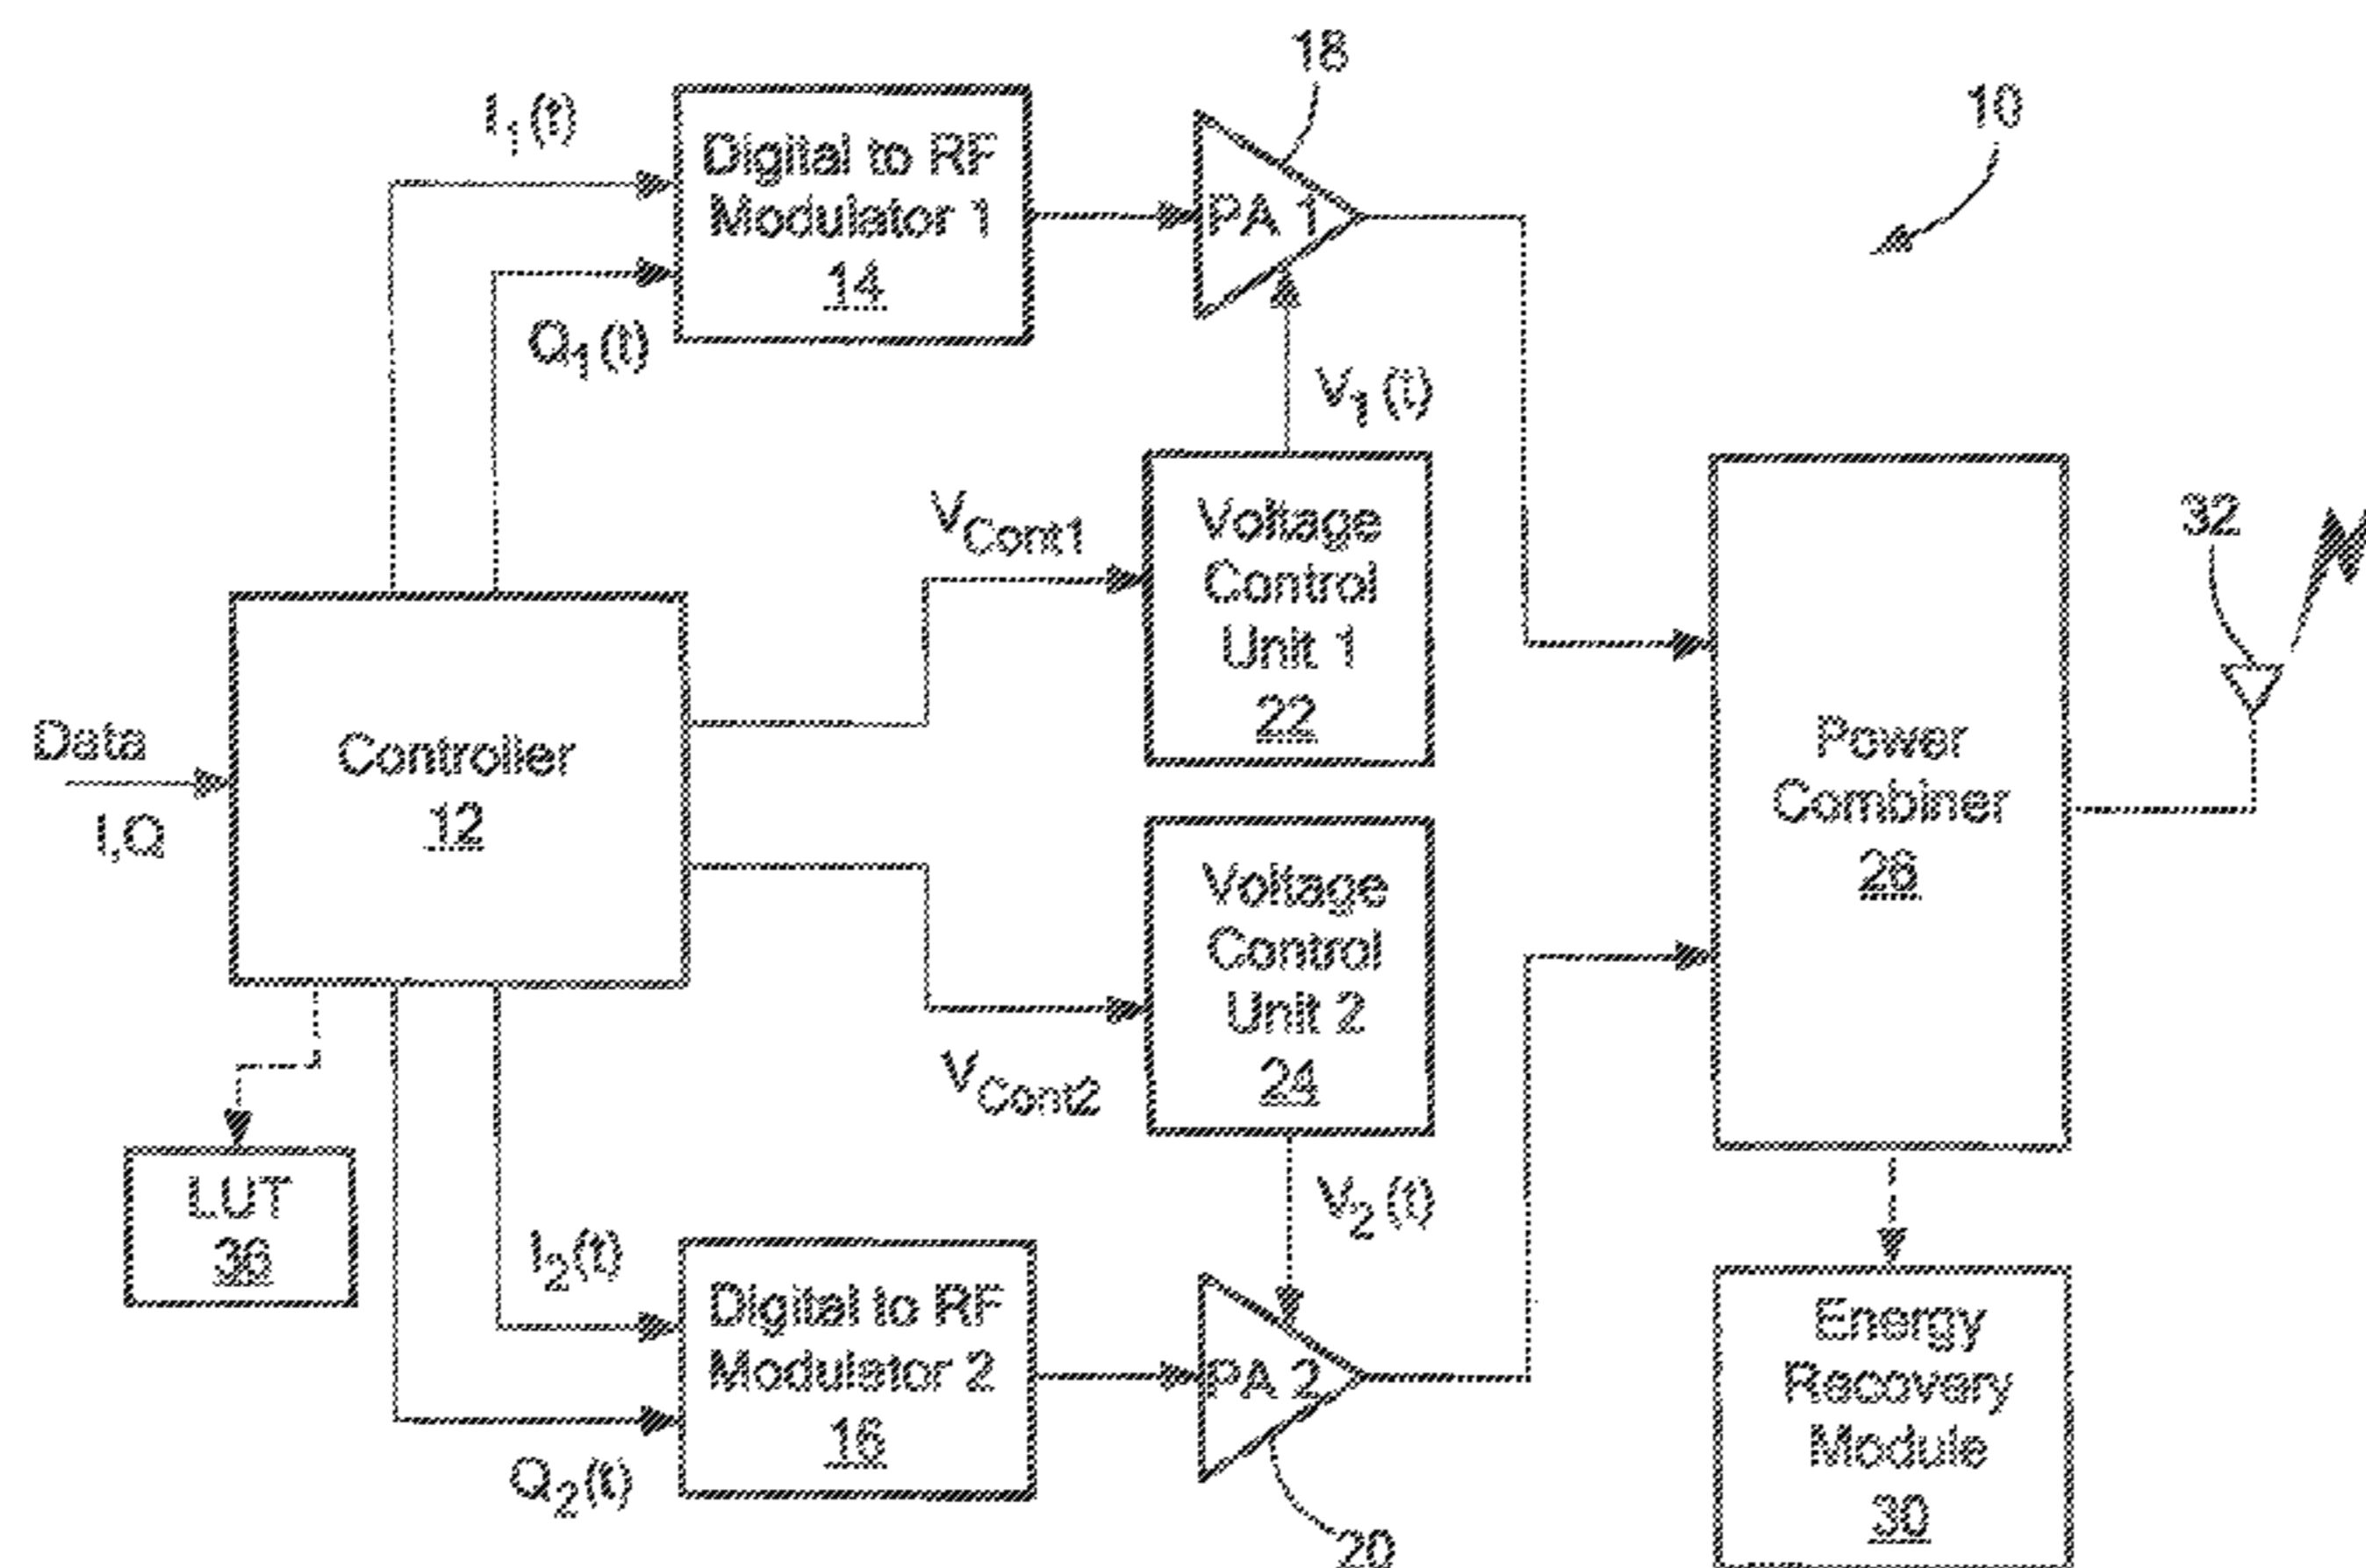 18
10
I1(t)
Digital to RF
Modulator 1
14
PA 1
Q1(t)
V1(t)
VCont1
Voltage
Control
Unit 1
22
32
Data
I,Q
Controller
12
Power
Combiner
26
Voltage
Control
Unit 2
24
VCont2
LUT
36
I2(t)
V2(t)
Digital to RF
Modulator 2
16
PA 2
Q2(t)
20
Energy
Recovery
Module
30